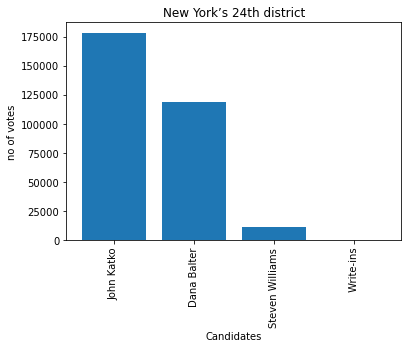 New York’s 24th district
no of votes
175000
150000
125000
100000
75000
50000
25000
0
John Katko
Dana Balter
Steven Williams
Write-ins
Candidates